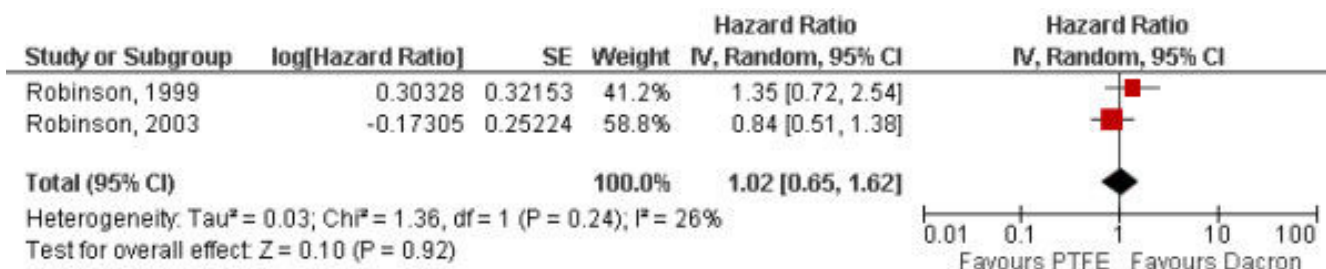 Hazard Ratio Hazard Ratio
Study or Subgroup log[Hazard Ratio] SE Weight IV, Random, 95% CI IV, Random, 95% CI
Robinson, 1999 0.30328 0.32153 41.2% 1.35 [0.72, 2.54]
Robinson, 2003 -0.17305 0.25224 58.8% 0.84 [0.51, 1.38]
Total (95% CI) 100.0% 1.02 [0.65, 1.62]
Heterogeneity: Tau² = 0.03; Chi² = 1.36, df = 1 (P = 0.24); I² = 26%
Test for overall effect: Z = 0.10 (P = 0.92)
0.01 0.1 1 10 100
Favours PTFE Favours Dacron